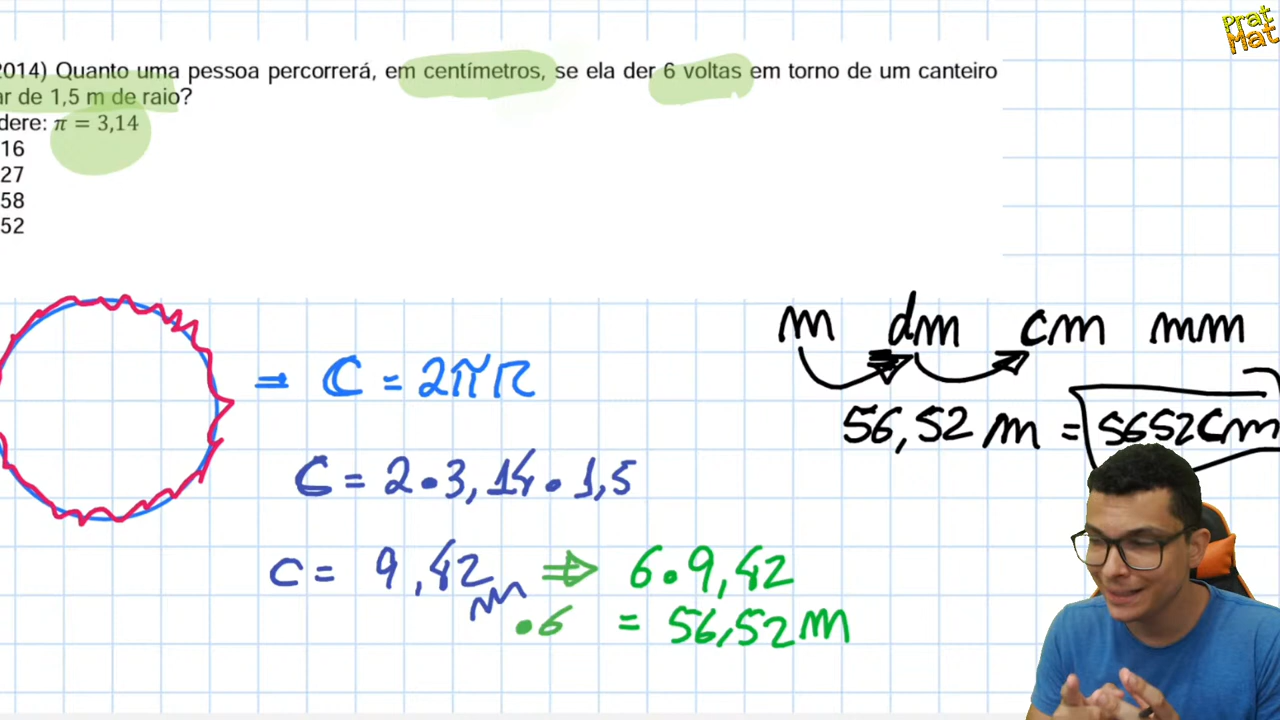 Prat
Mat
2014) Quanto uma pessoa percorrerá, em centímetros, se ela der 6 voltas em torno de um canteiro
ar de 1,5 m de raio?
dere: π = 3,14
16
27
58
52
m dm cm mm
⇒ C = 2πr
56,52 m = 5652cm
C = 2 • 3,14 • 1,5
C = 9,42 m ⇒ 6 • 9,42
• 6 = 56,52 m